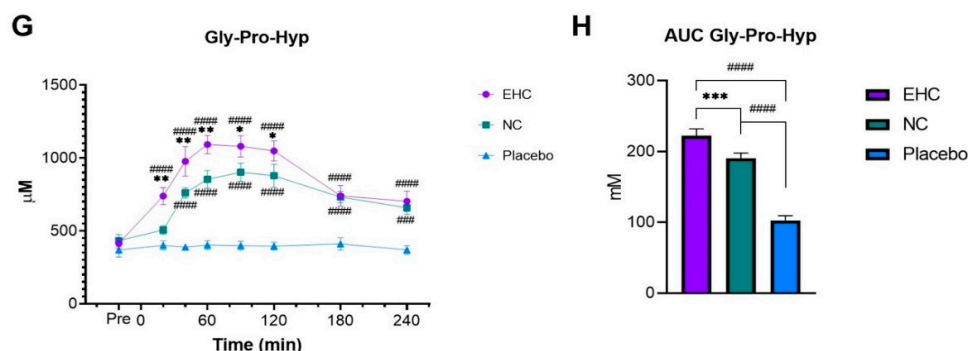 G
Gly-Pro-Hyp
1500
1000
500
0
μM
Pre 0 60 120 180 240
Time (min)
EHC
NC
Placebo
####
**
####
**
####
**
####
*
####
*
####
####
####
####
####
####
####
###
H
AUC Gly-Pro-Hyp
300
200
100
0
mM
####
***
####
EHC
NC
Placebo